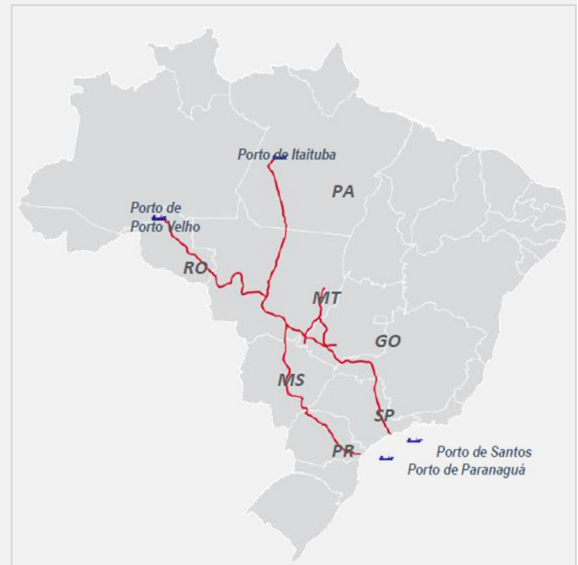 Porto de Itaituba
PA
Porto de
Porto Velho
RO
MT
GO
MS
SP
PR
Porto de Santos
Porto de Paranaguá